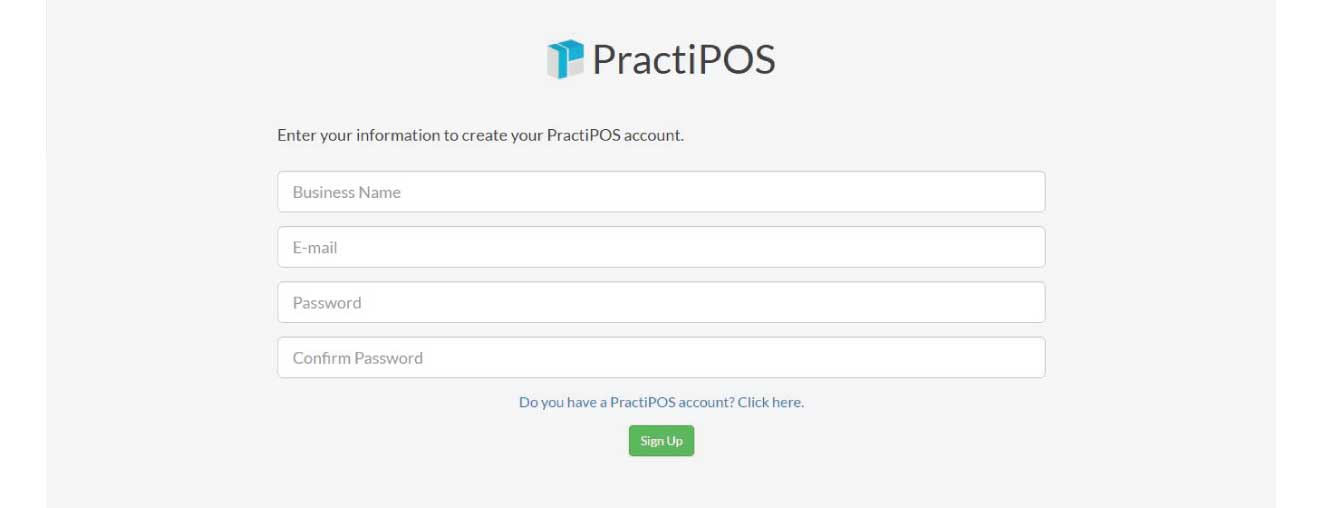 PractiPOS
Enter your information to create your PractiPOS account.
Business Name
E-mail
Password
Confirm Password
Do you have a PractiPOS account? Click here.
Sign Up